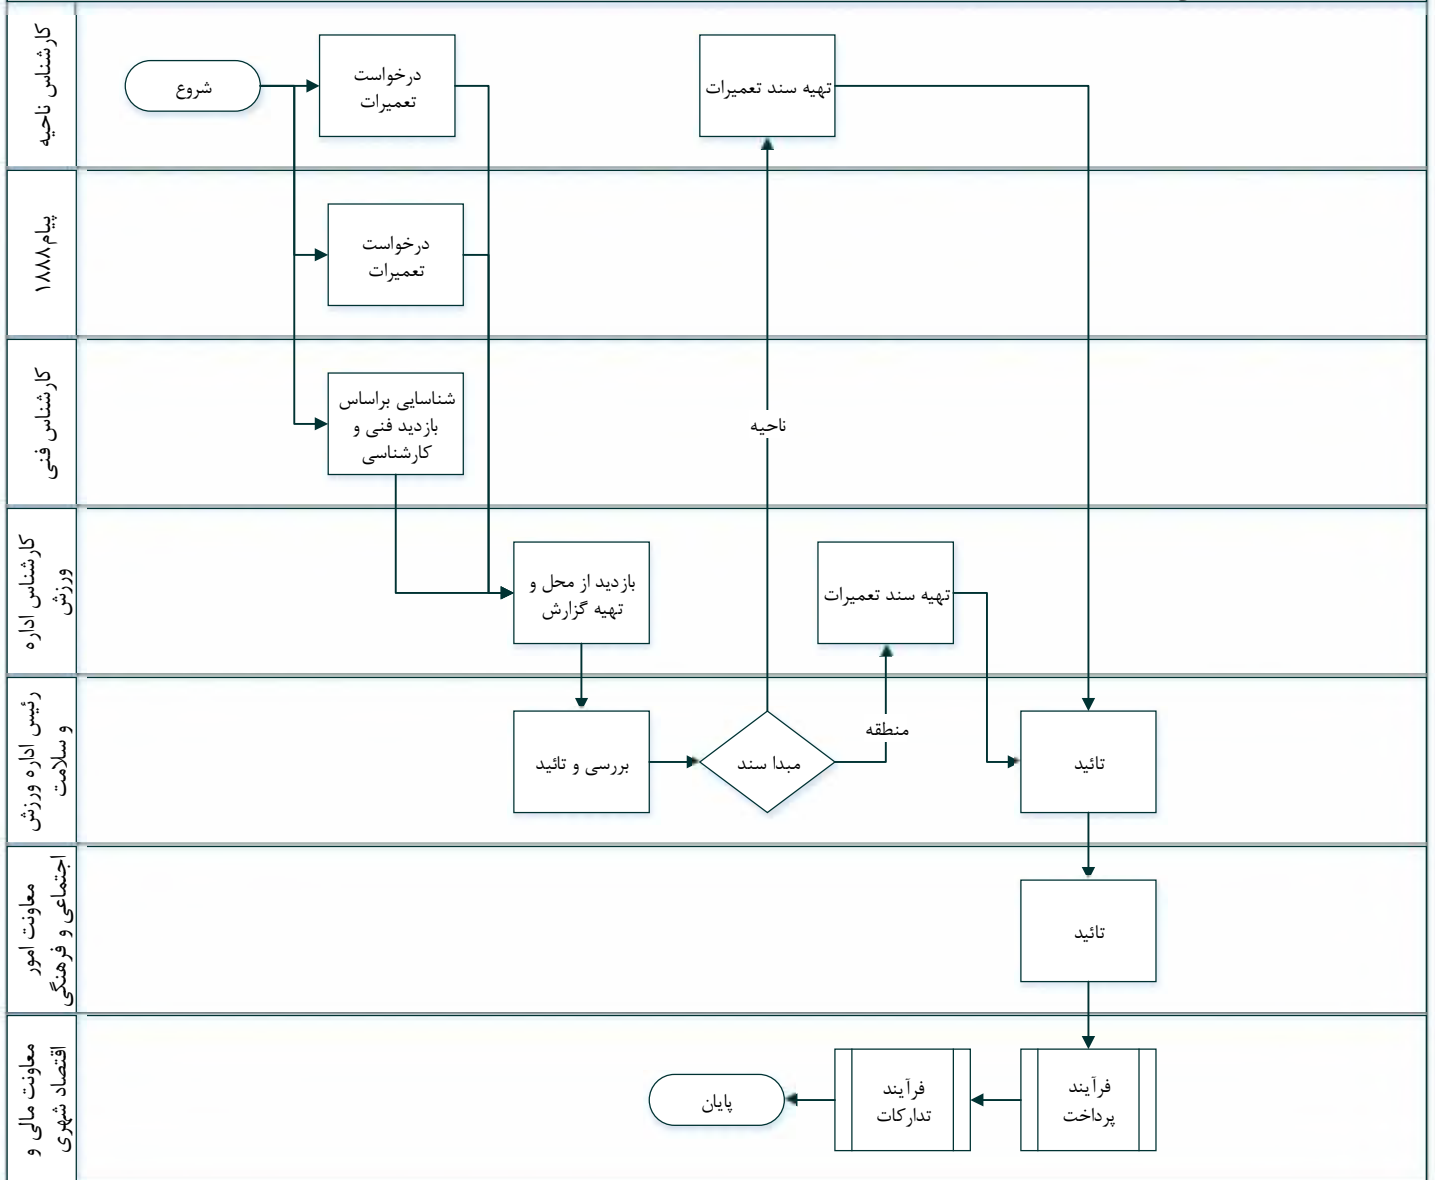 کارشناس ناحیه
شروع
درخواست
تعمیرات
تهیه سند تعمیرات
پیام۱۸۸۸
درخواست
تعمیرات
کارشناس فنی
شناسایی براساس
بازدید فنی و
کارشناسی
ناحیه
کارشناس اداره
ورزش
بازدید از محل و
تهیه گزارش
تهیه سند تعمیرات
رئیس اداره ورزش
و سلامت
بررسی و تائید
مبدا سند
منطقه
تائید
معاونت امور
اجتماعی و فرهنگی
تائید
معاونت مالی و
اقتصاد شهری
پایان
فرآیند
تدارکات
فرآیند
پرداخت